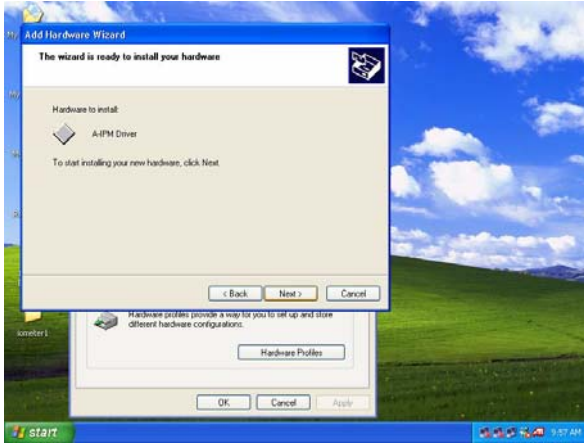 Add Hardware Wizard
The wizard is ready to install your hardware
Hardware to install:
A-IPM Driver
To start installing your new hardware, click Next
< Back
Next >
Cancel
Hardware profiles provide a way for you to set up and store
different hardware configurations.
Hardware Profiles
OK
Cancel
Apply
iometer1
start
9:57 AM